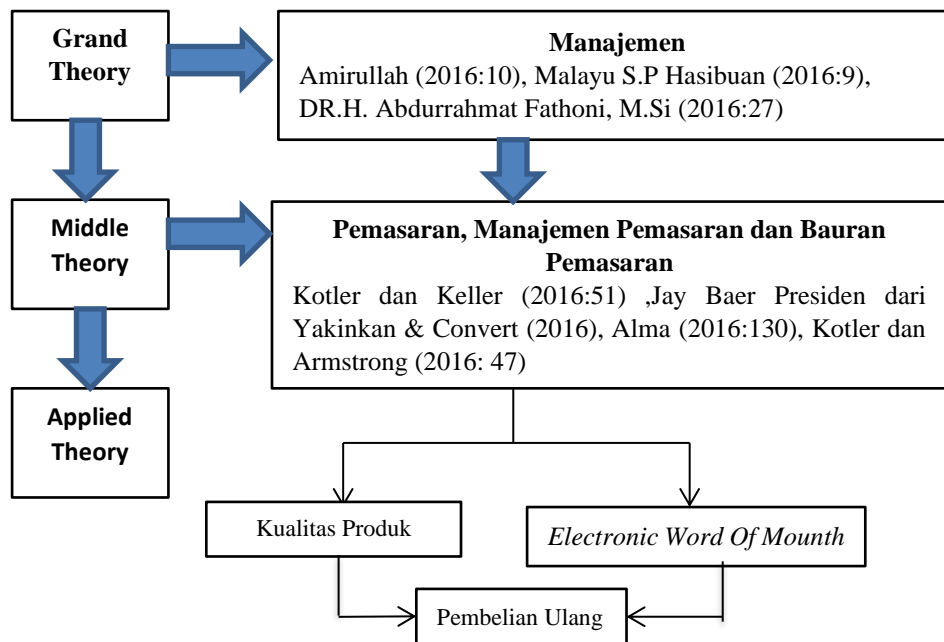 Grand
Theory
Manajemen
Amirullah (2016:10), Malayu S.P Hasibuan (2016:9),
DR.H. Abdurrahmat Fathoni, M.Si (2016:27)
Middle
Theory
Pemasaran, Manajemen Pemasaran dan Bauran
Pemasaran
Kotler dan Keller (2016:51) ,Jay Baer Presiden dari
Yakinkan & Convert (2016), Alma (2016:130), Kotler dan
Armstrong (2016: 47)
Applied
Theory
Kualitas Produk
Electronic Word Of Mounth
Pembelian Ulang